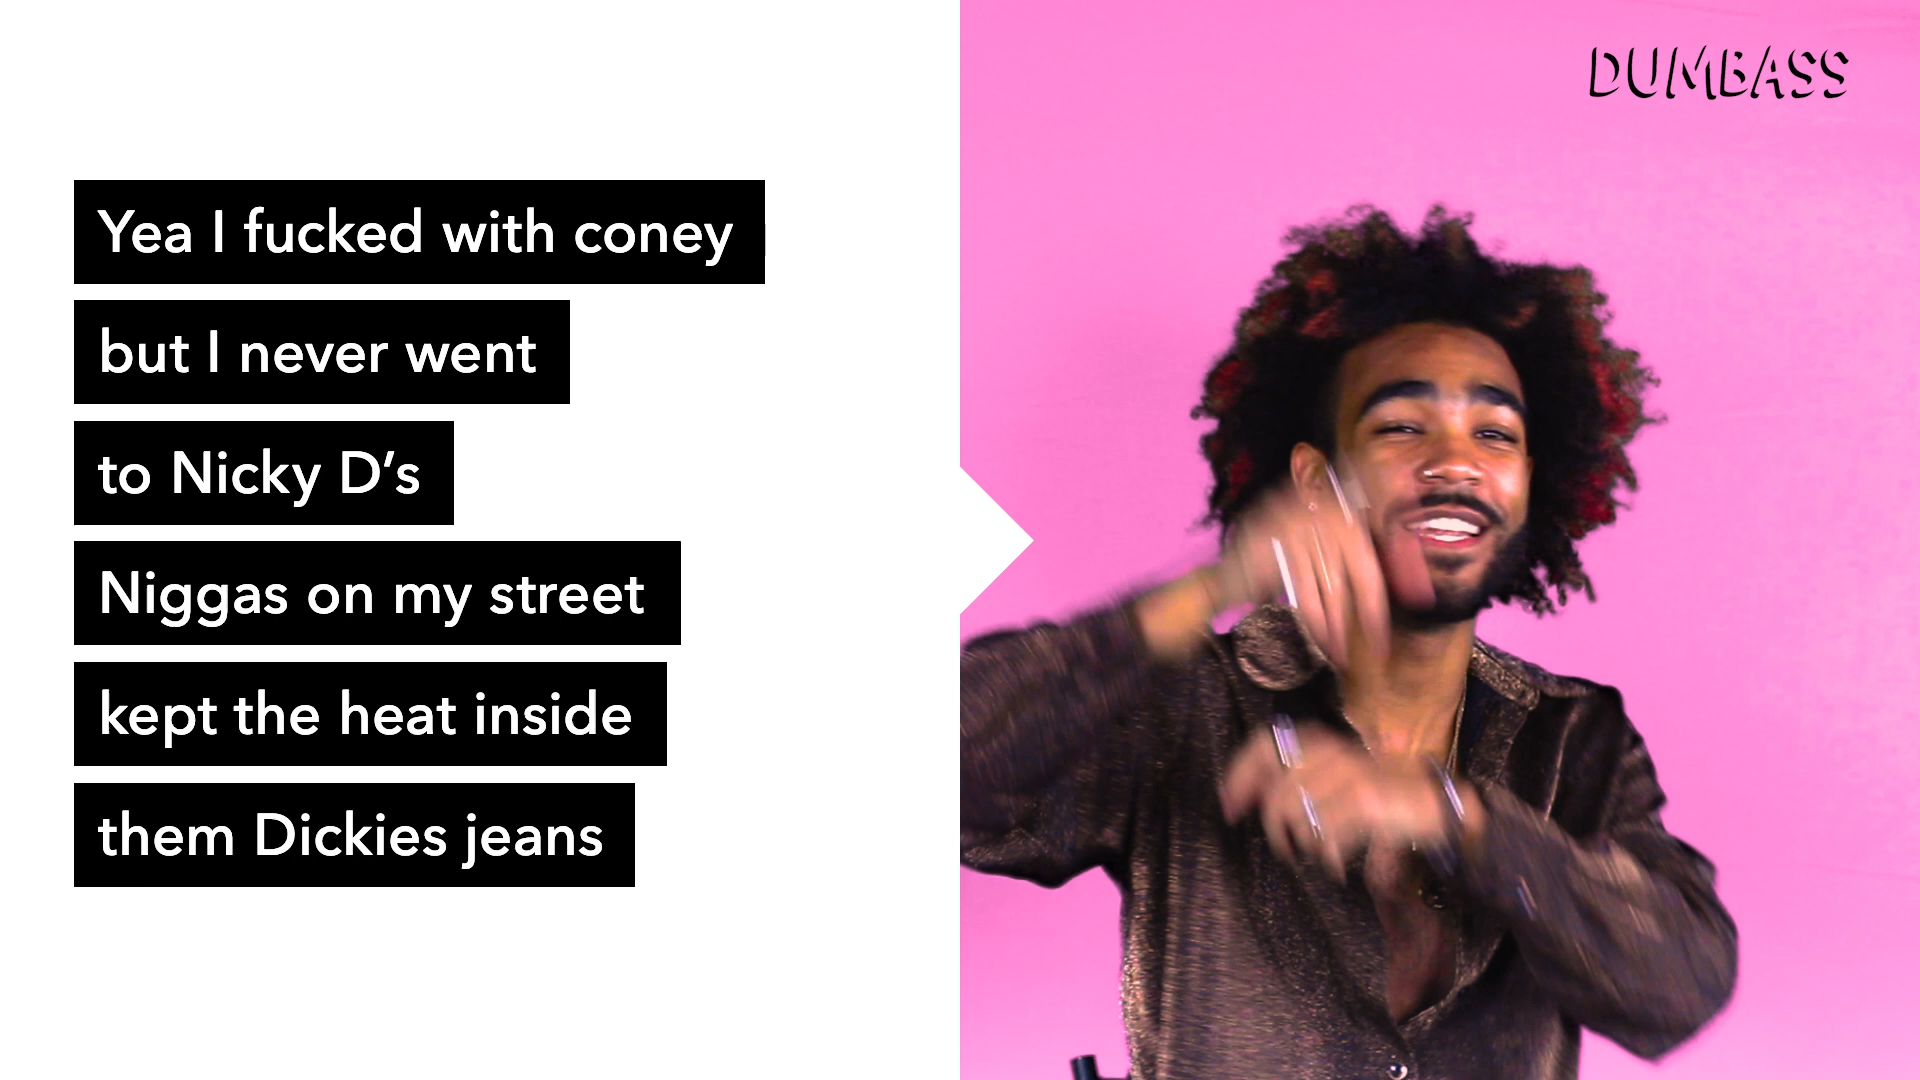 DUMBASS
Yea I fucked with coney
but I never went
to Nicky D’s
Niggas on my street
kept the heat inside
them Dickies jeans